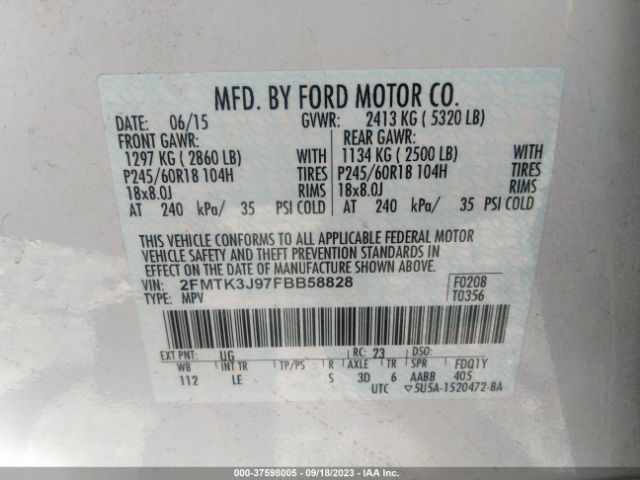 MFD. BY FORD MOTOR CO.
DATE: 06/15 GVWR: 2413 KG ( 5320 LB)
FRONT GAWR: REAR GAWR:
1297 KG ( 2860 LB) WITH 1134 KG ( 2500 LB) WITH
P245/60R18 104H TIRES P245/60R18 104H TIRES
18x8.0J RIMS 18x8.0J RIMS
AT 240 kPa/ 35 PSI COLD AT 240 kPa/ 35 PSI COLD
THIS VEHICLE CONFORMS TO ALL APPLICABLE FEDERAL MOTOR
VEHICLE SAFETY AND THEFT PREVENTION STANDARDS IN
EFFECT ON THE DATE OF MANUFACTURE SHOWN ABOVE.
VIN: 2FMTK3J97FBB58828 F0208
TYPE: MPV T0356
EXT PNT: UG RC: 23 DSO:
WB INT TR TP/PS R AXLE TR SPR FDQ1Y
112 LE S 3D 6 AABB 405
UTC ▽5U5A-1520472-BA
000-37598005 • 09/18/2023 • IAA Inc.